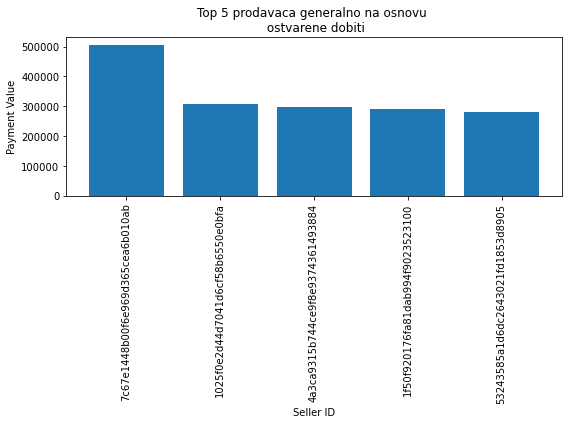 Top 5 prodavaca generalno na osnovu
ostvarene dobiti
Payment Value
500000
400000
300000
200000
100000
0
7c67e1448b00f6e969d365cea6b010ab
1025f0e2d44d7041d6cf58b6550e0bfa
4a3ca9315b744ce9f8e9374361493884
1f50f920176fa81dab994f9023523100
53243585a1d6dc2643021fd1853d8905
Seller ID